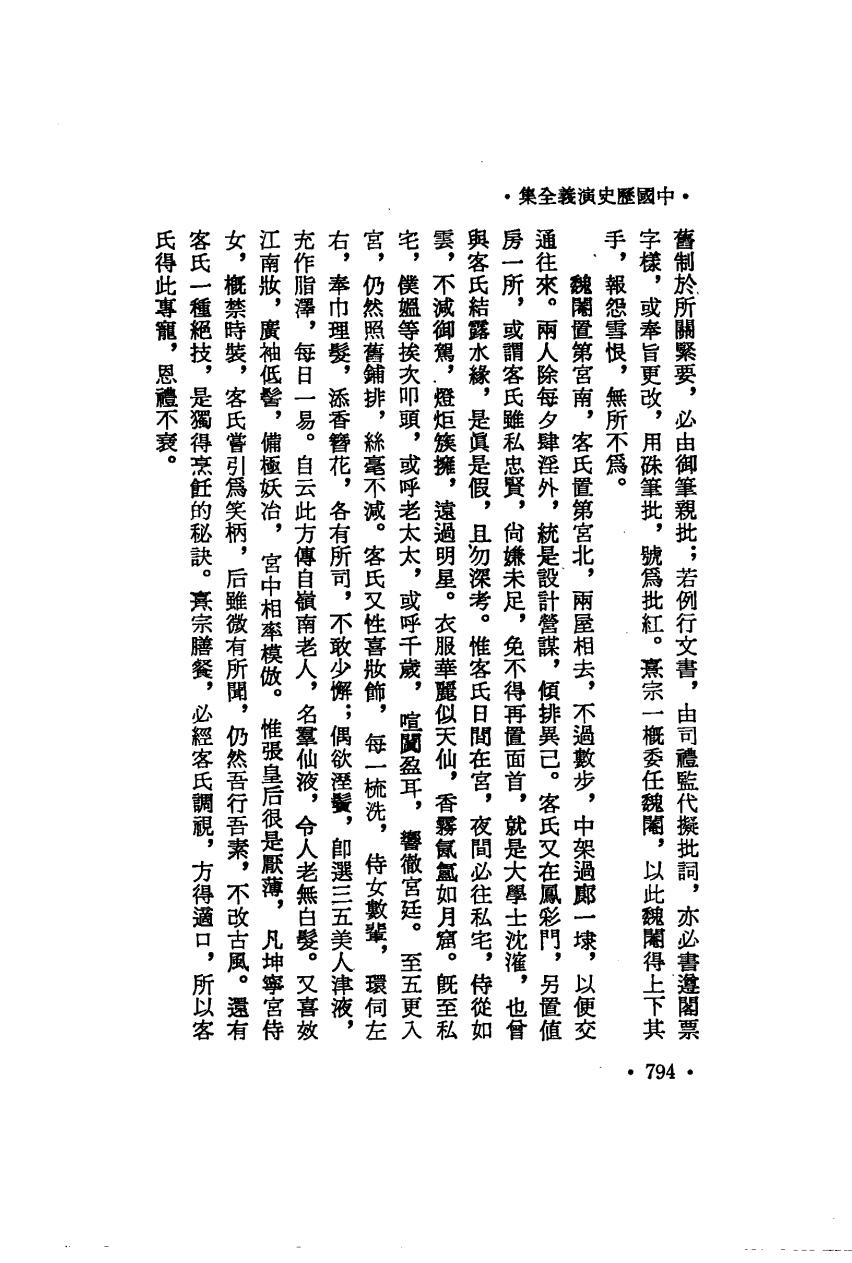 •中國歷史演義全集•
舊制於所關緊要，必由御筆親批；若例行文書，由司禮監代擬批詞，亦必書遵閣票
字樣，或奉旨更改，用硃筆批，號爲批紅。熹宗一概委任魏閹，以此魏閹得上下其
手，報怨雪恨，無所不爲。
魏閹置第宮南，客氏置第宮北，兩屋相去，不過數步，中架過廊一埭，以便交
通往來。兩人除每夕肆淫外，統是設計營謀，傾排異己。客氏又在鳳彩門，另置值
房一所，或謂客氏雖私忠賢，尙嫌未足，免不得再置面首，就是大學士沈㴶，也曾
與客氏結露水緣，是眞是假，且勿深考。惟客氏日間在宮，夜間必往私宅，侍從如
雲，不減御駕，燈炬簇擁，遠過明星。衣服華麗似天仙，香霧氤氳如月窟。旣至私
宅，僕媼等挨次叩頭，或呼老太太，或呼千歲，喧闐盈耳，響徹宮廷。至五更入
宮，仍然照舊鋪排，絲毫不減。客氏又性喜妝飾，每一梳洗，侍女數輩，環伺左
右，奉巾理髮，添香簪花，各有所司，不敢少懈；偶欲溼鬢，卽選三五美人津液，
充作脂澤，每日一易。自云此方傳自嶺南老人，名羣仙液，令人老無白髮。又喜效
江南妝，廣袖低髻，備極妖冶，宮中相率模倣。惟張皇后很是厭薄，凡坤寧宮侍
女，概禁時裝，客氏嘗引爲笑柄，后雖微有所聞，仍然吾行吾素，不改古風。還有
客氏一種絕技，是獨得烹飪的秘訣。熹宗膳餐，必經客氏調視，方得適口，所以客
氏得此專寵，恩禮不衰。
•794•